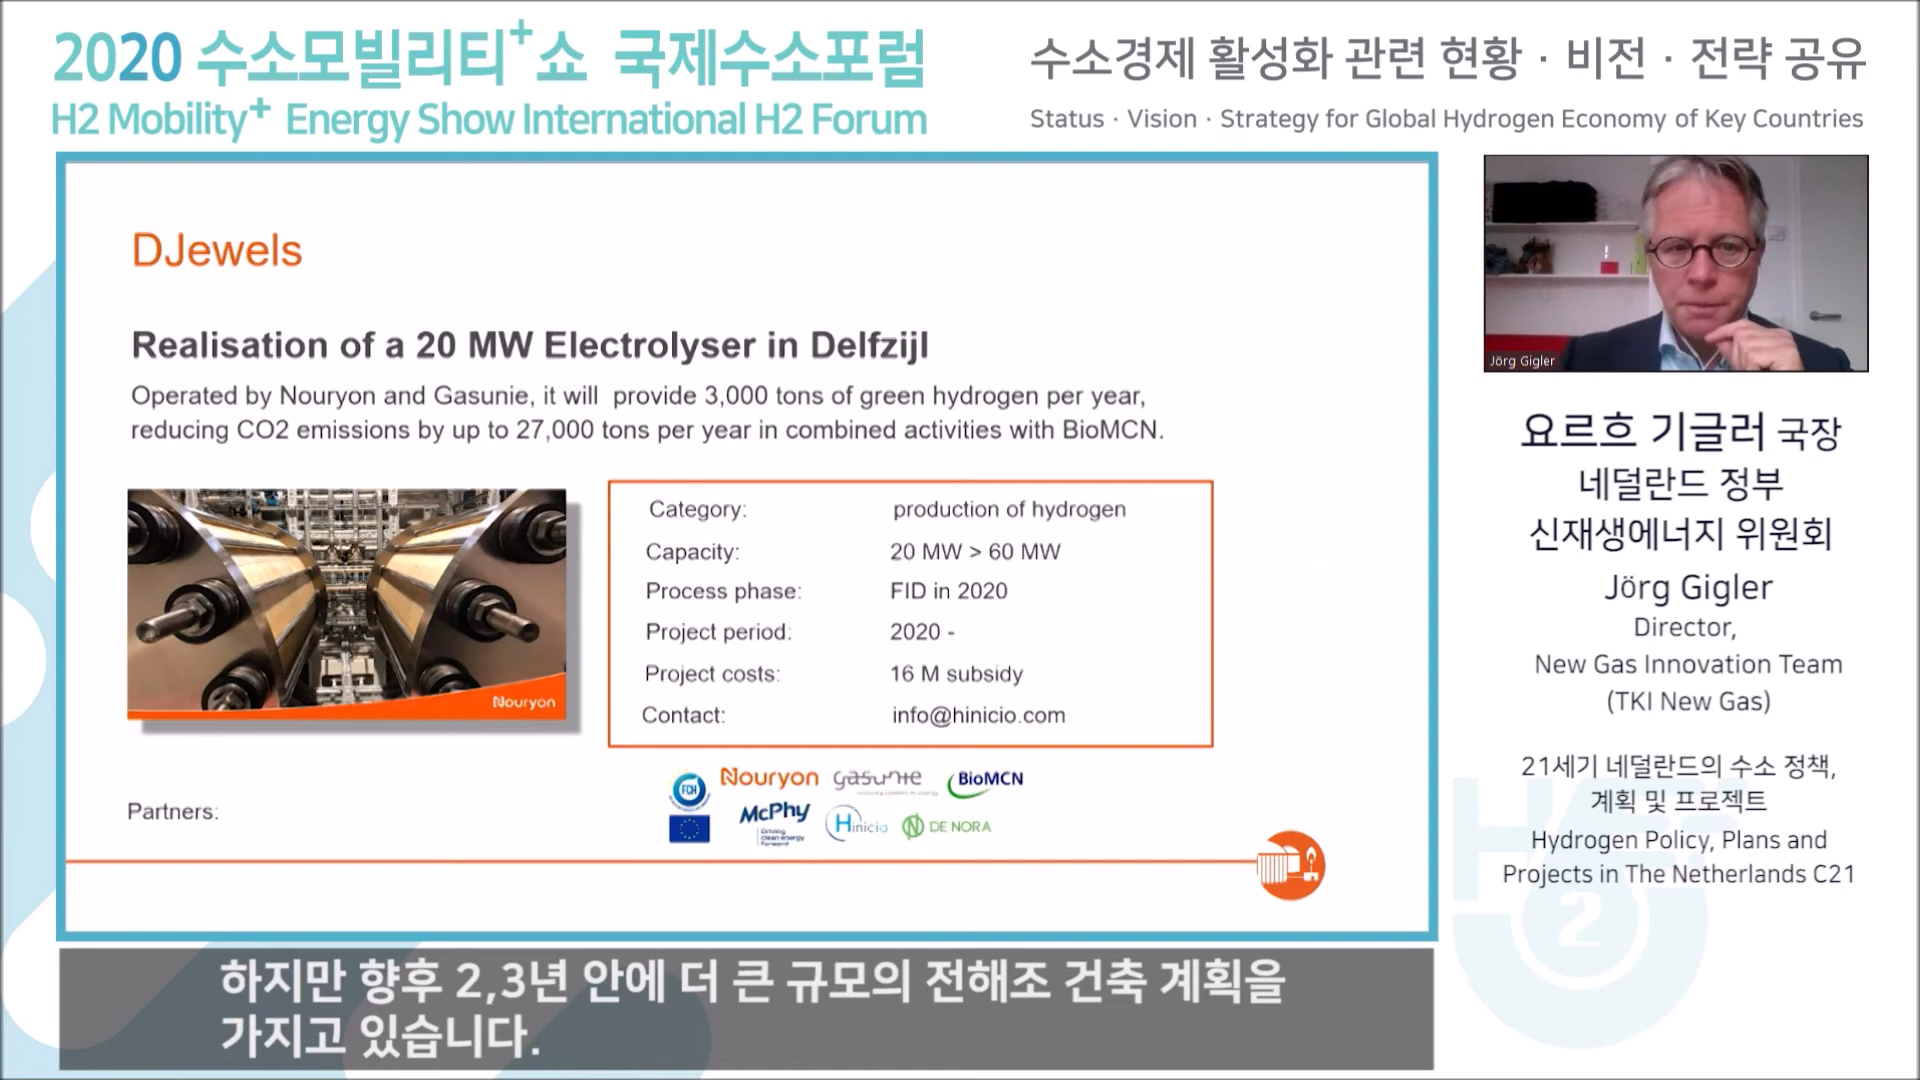 2020 수소모빌리티+쇼 국제수소포럼
H2 Mobility+ Energy Show International H2 Forum
수소경제 활성화 관련 현황 · 비전 · 전략 공유
Status · Vision · Strategy for Global Hydrogen Economy of Key Countries
DJewels
Realisation of a 20 MW Electrolyser in Delfzijl
Operated by Nouryon and Gasunie, it will provide 3,000 tons of green hydrogen per year,
reducing CO2 emissions by up to 27,000 tons per year in combined activities with BioMCN.
Nouryon
Category: production of hydrogen
Capacity: 20 MW > 60 MW
Process phase: FID in 2020
Project period: 2020 -
Project costs: 16 M subsidy
Contact: info@hinicio.com
Partners:
FCH Nouryon gasunie BioMCN
McPhy Hinicio DE NORA
Driving
clean energy
forward
Jörg Gigler
요르흐 기글러 국장
네덜란드 정부
신재생에너지 위원회
Jörg Gigler
Director,
New Gas Innovation Team
(TKI New Gas)
21세기 네덜란드의 수소 정책,
계획 및 프로젝트
Hydrogen Policy, Plans and
Projects in The Netherlands C21
하지만 향후 2,3년 안에 더 큰 규모의 전해조 건축 계획을
가지고 있습니다.